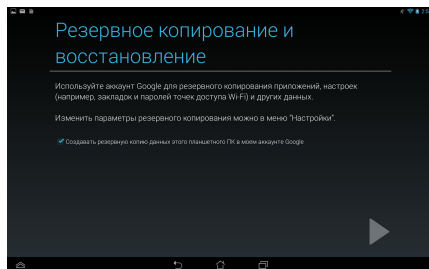 Резервное копирование и
восстановление
Используйте аккаунт Google для резервного копирования приложений, настроек
(например, закладок и паролей точек доступа Wi-Fi) и других данных.
Изменить параметры резервного копирования можно в меню "Настройки".
Создавать резервную копию данных этого планшетного ПК в моем аккаунте Google